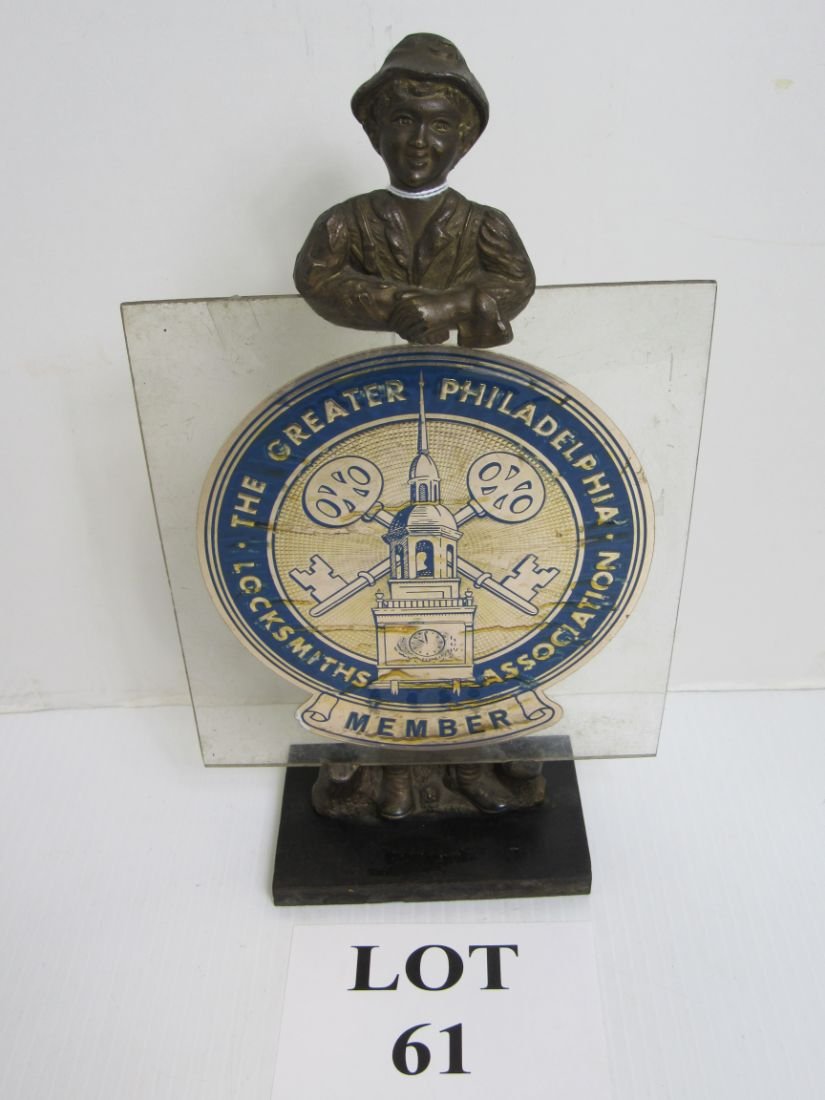 · THE GREATER PHILADELPHIA ·
LOCKSMITHS ASSOCIATION
MEMBER
LOT
61